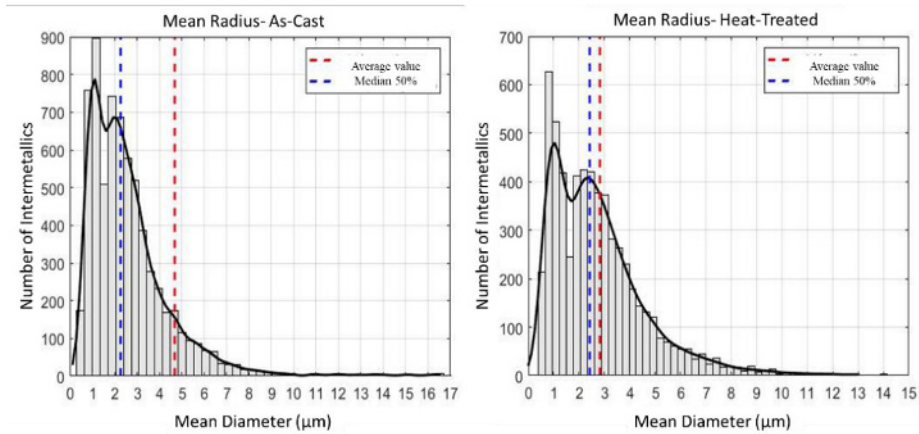 Mean Radius- As-Cast
900
800
700
600
500
400
300
200
100
0
Number of Intermetallics
Average value
Median 50%
0 1 2 3 4 5 6 7 8 9 10 11 12 13 14 15 16 17
Mean Diameter (µm)
Mean Radius- Heat-Treated
700
600
500
400
300
200
100
0
Number of Intermetallics
Average value
Median 50%
0 1 2 3 4 5 6 7 8 9 10 11 12 13 14 15
Mean Diameter (µm)